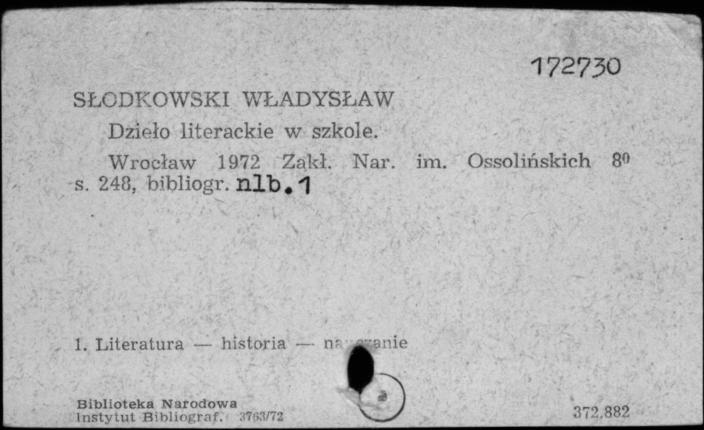 172730
SŁODKOWSKI WŁADYSŁAW
Dzieło literackie w szkole.
Wrocław 1972 Zakł. Nar. im. Ossolińskich 8⁰
s. 248, bibliogr. nlb.1
1. Literatura — historia — nauczanie
Biblioteka Narodowa
Instytut Bibliograf. 3763/72
a
372.882